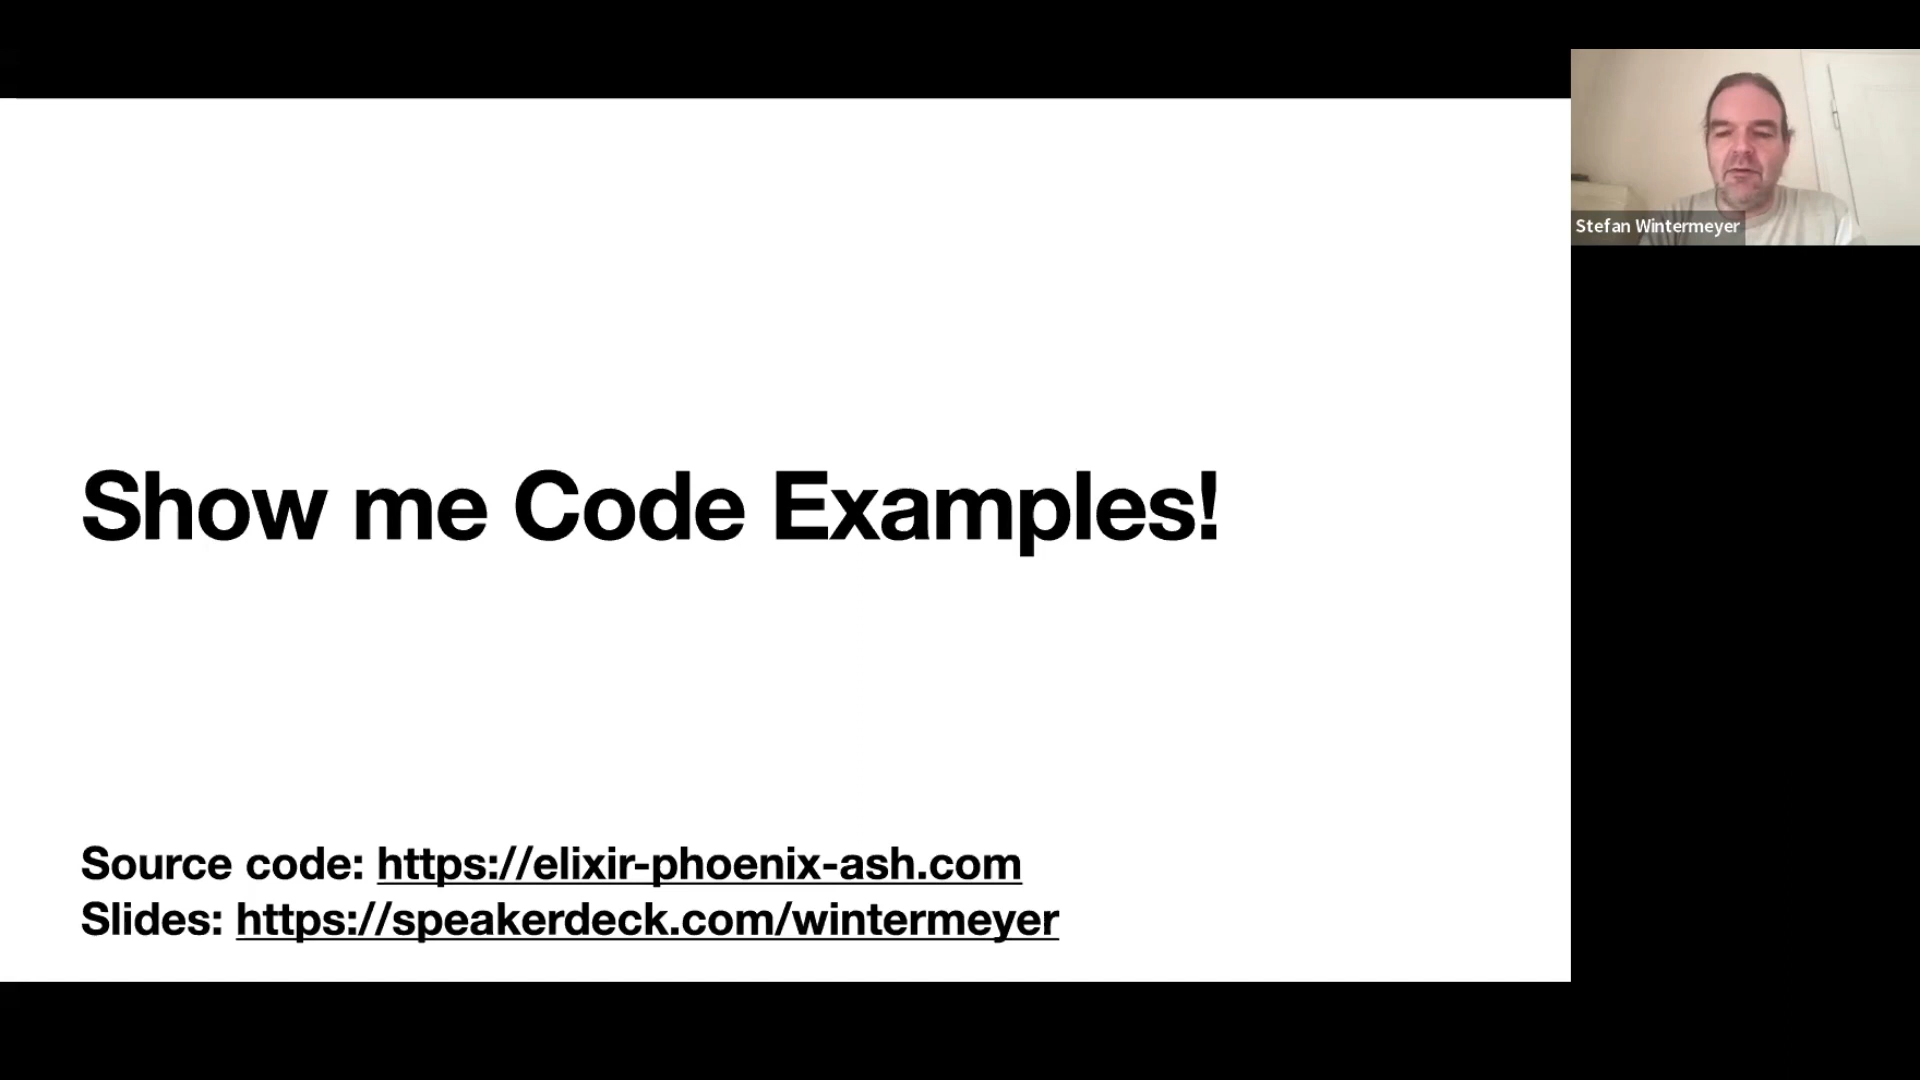 Show me Code Examples!
Source code: https://elixir-phoenix-ash.com
Slides: https://speakerdeck.com/wintermeyer
Stefan Wintermeyer